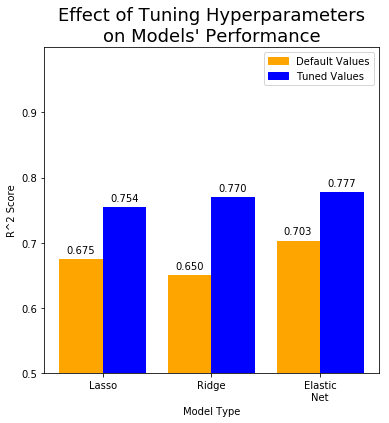 Effect of Tuning Hyperparameters
on Models' Performance
Default Values
Tuned Values
R^2 Score
0.9
0.8
0.7
0.6
0.5
0.675
0.754
0.650
0.770
0.703
0.777
Lasso
Ridge
Elastic
Net
Model Type